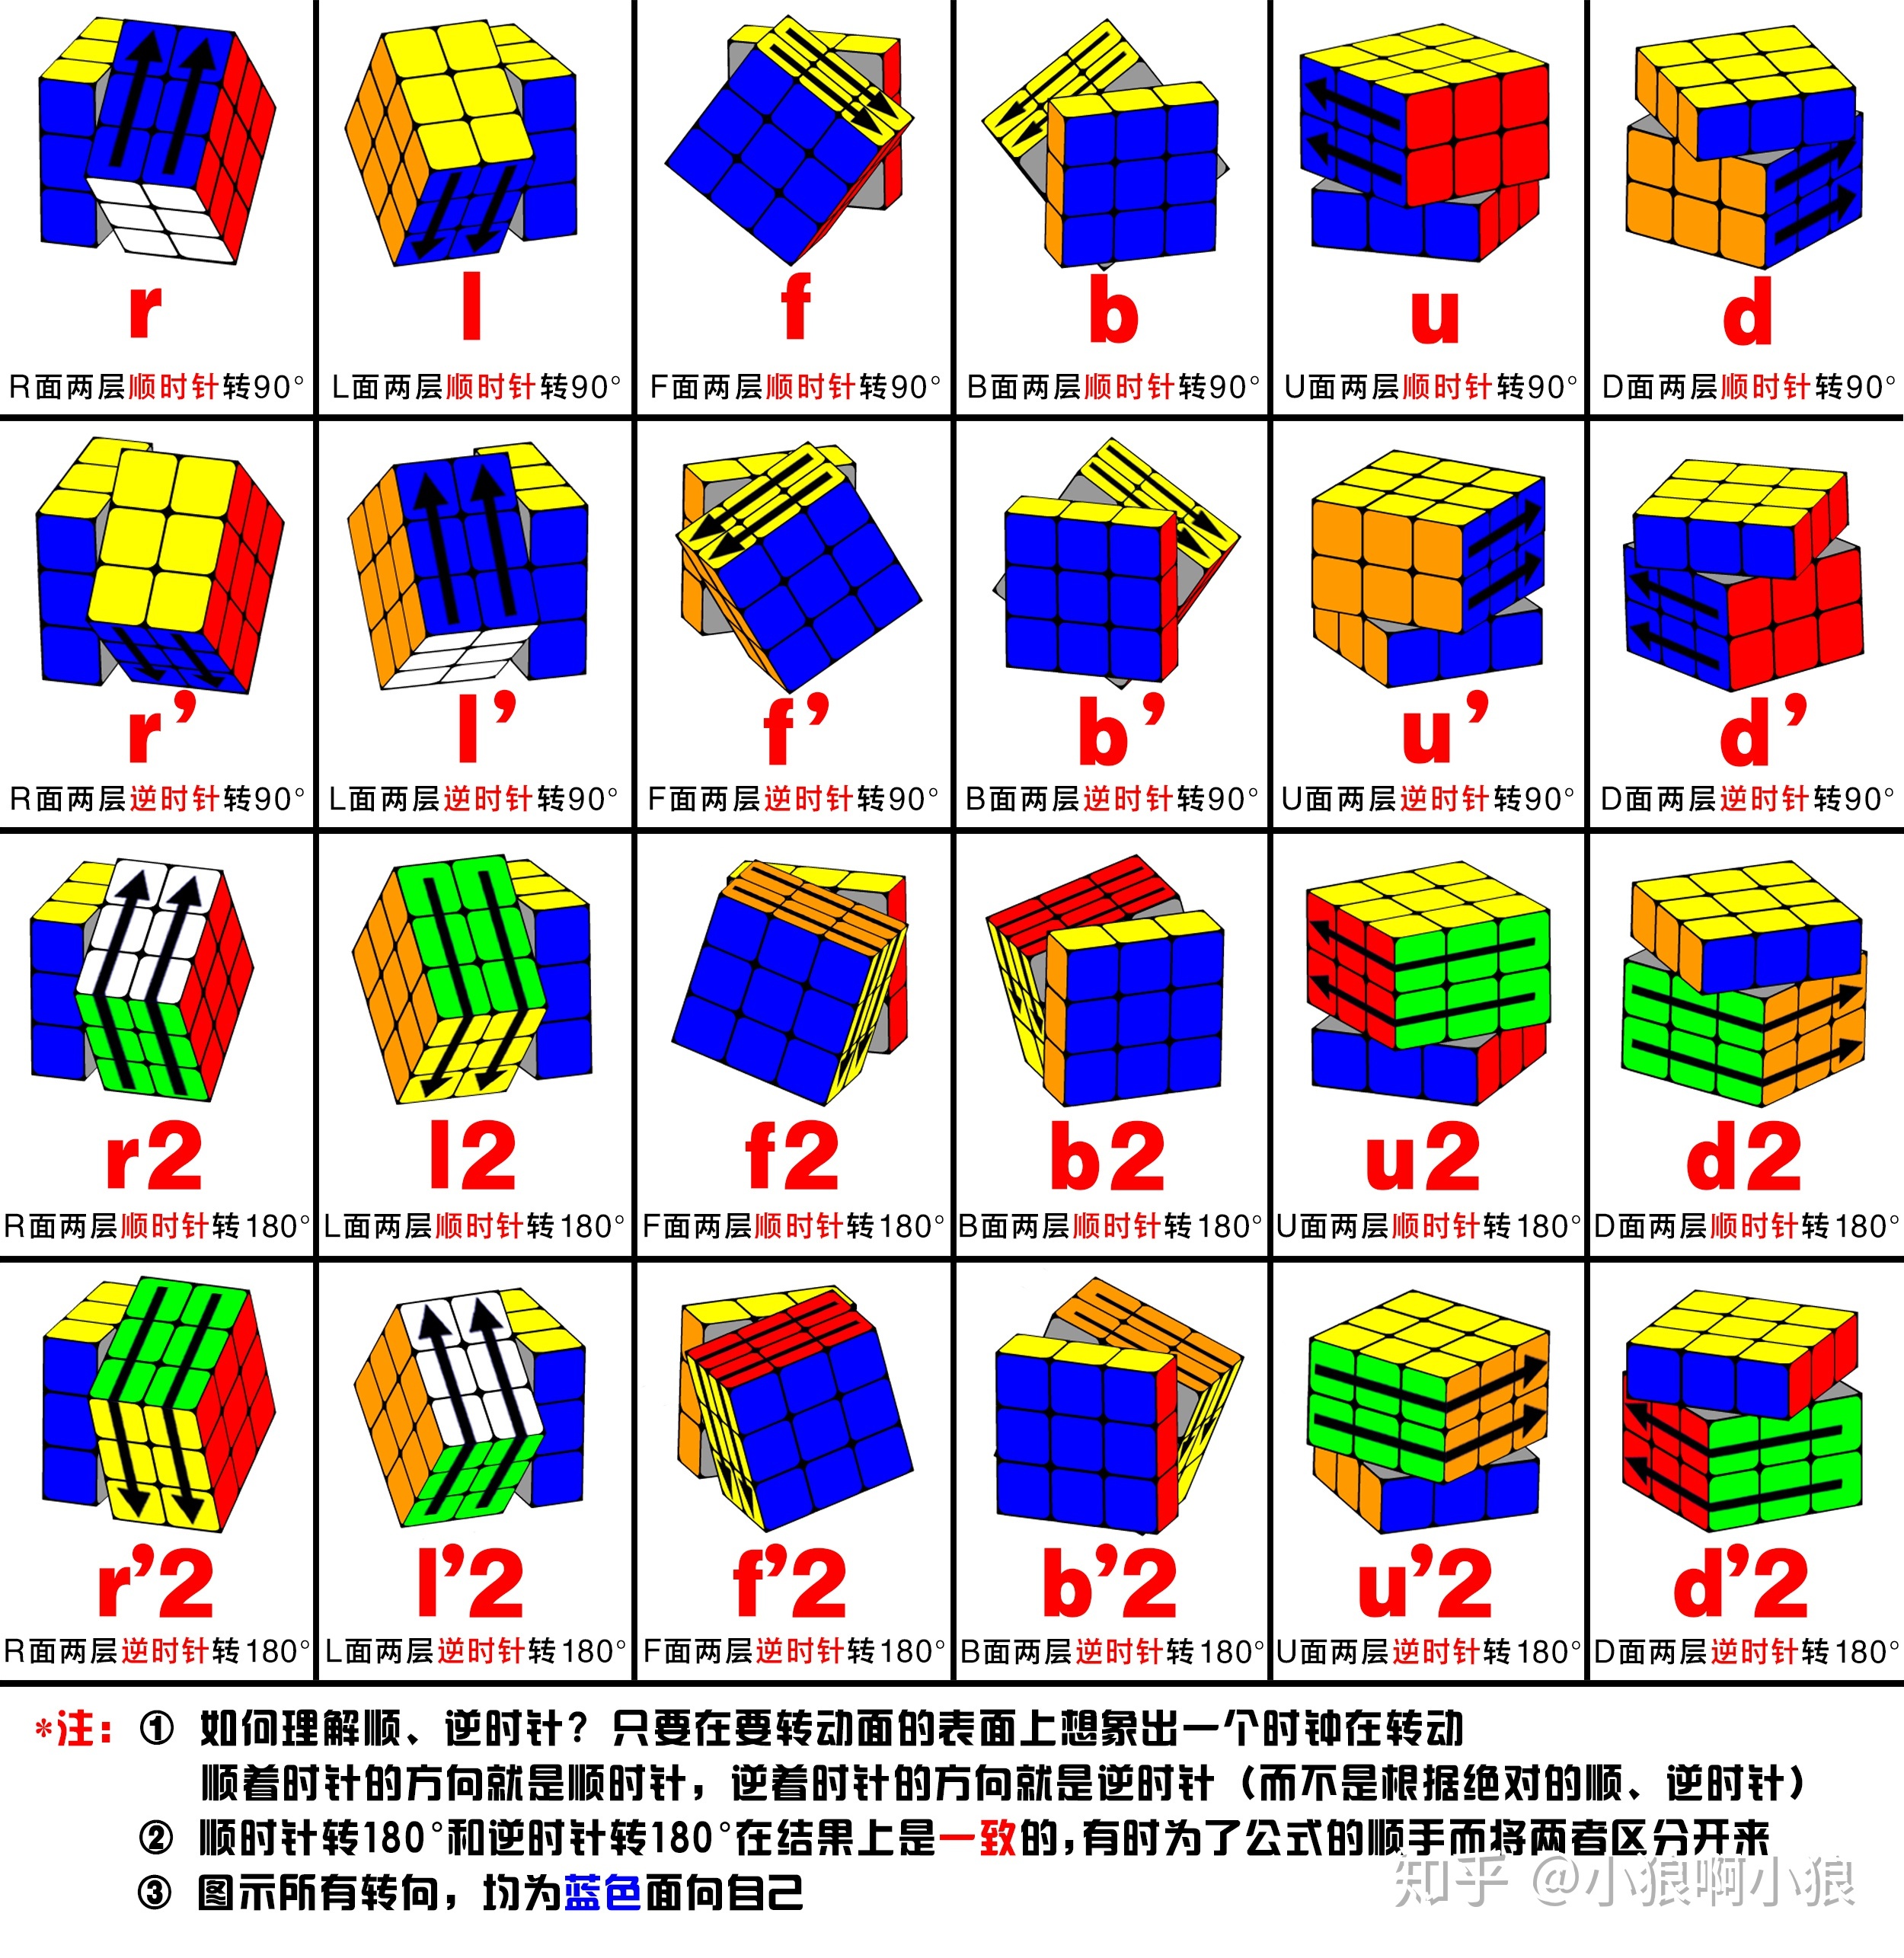 r
l
f
b
u
d
R面两层顺时针转90°
L面两层顺时针转90°
F面两层顺时针转90°
B面两层顺时针转90°
U面两层顺时针转90°
D面两层顺时针转90°
r’
l’
f’
b’
u’
d’
R面两层逆时针转90°
L面两层逆时针转90°
F面两层逆时针转90°
B面两层逆时针转90°
U面两层逆时针转90°
D面两层逆时针转90°
r2
l2
f2
b2
u2
d2
R面两层顺时针转180°
L面两层顺时针转180°
F面两层顺时针转180°
B面两层顺时针转180°
U面两层顺时针转180°
D面两层顺时针转180°
r’2
l’2
f’2
b’2
u’2
d’2
R面两层逆时针转180°
L面两层逆时针转180°
F面两层逆时针转180°
B面两层逆时针转180°
U面两层逆时针转180°
D面两层逆时针转180°
*注：① 如何理解顺、逆时针？只要在要转动面的表面上想象出一个时钟在转动
顺着时针的方向就是顺时针，逆着时针的方向就是逆时针（而不是根据绝对的顺、逆时针）
② 顺时针转180°和逆时针转180°在结果上是一致的,有时为了公式的顺手而将两者区分开来
③ 图示所有转向，均为蓝色面向自己
知乎 @小狼啊小狼